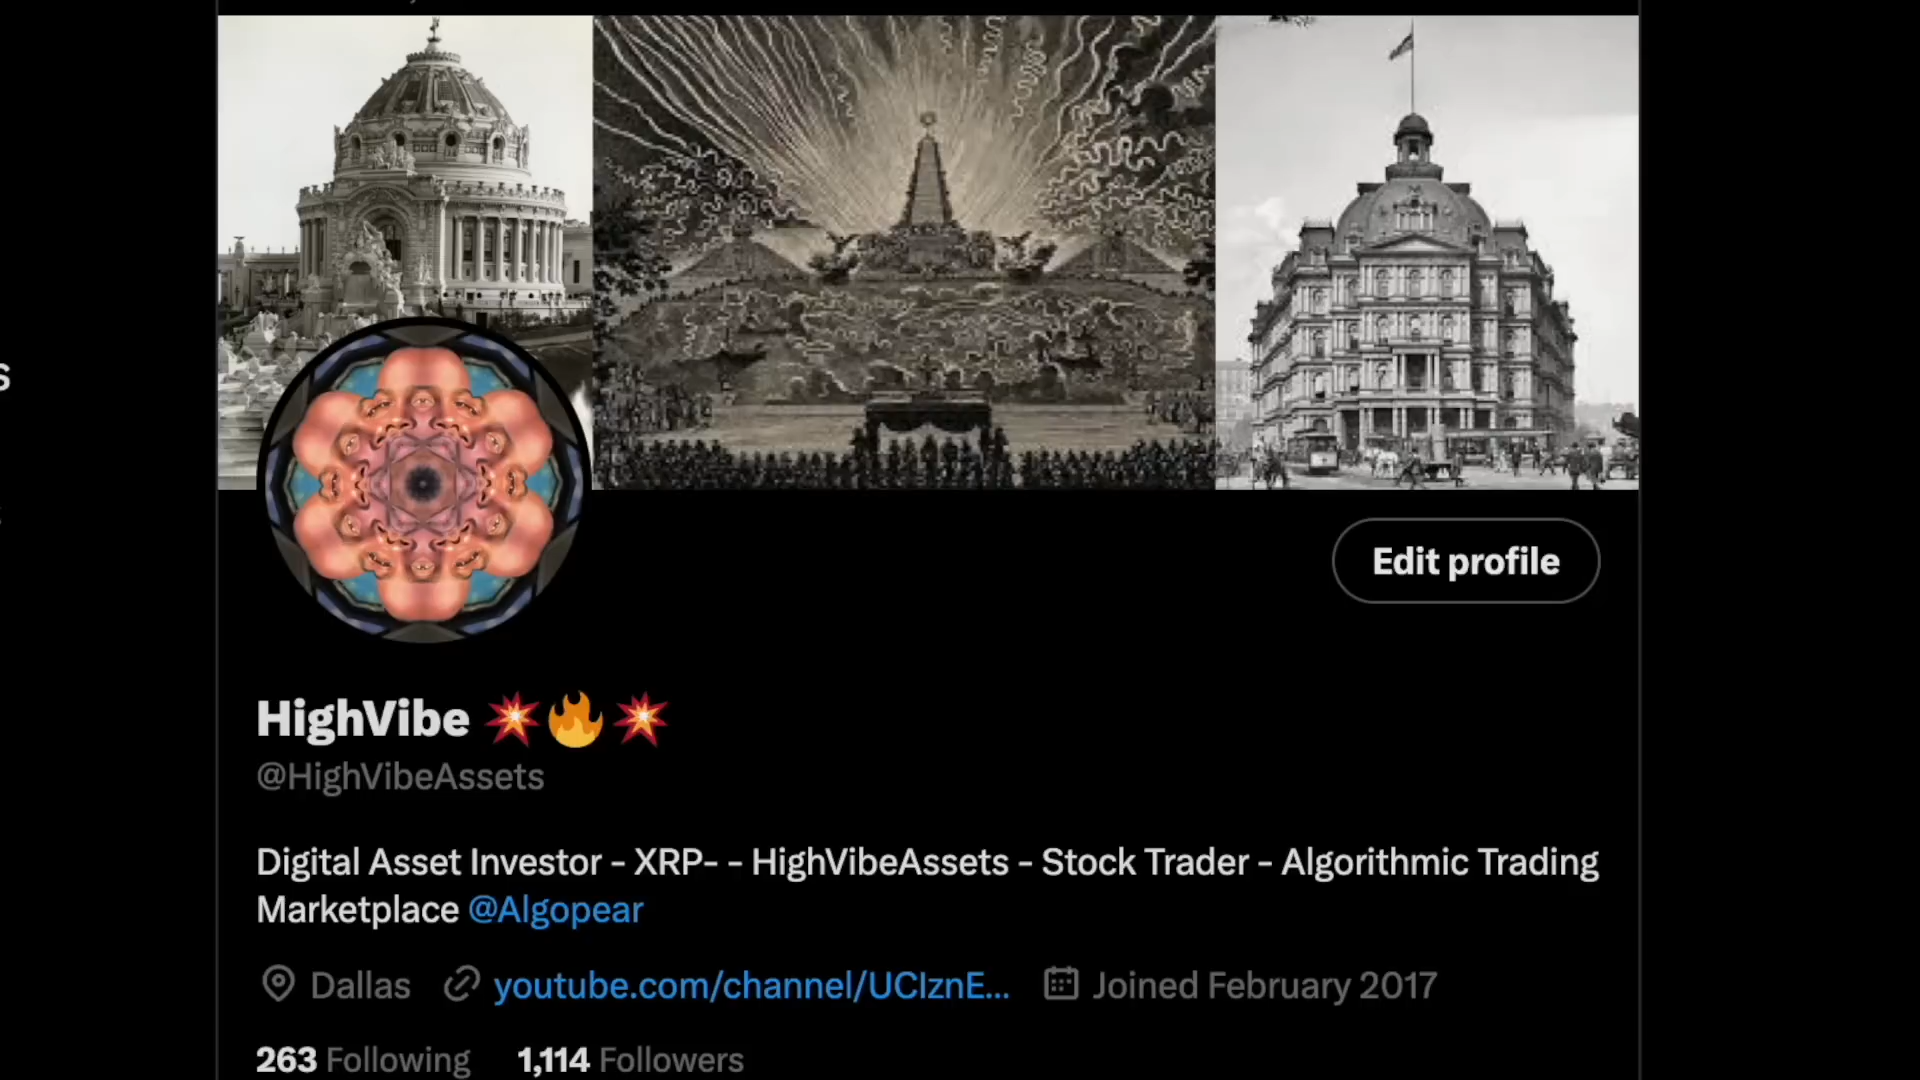 Edit profile
HighVibe 💥🔥💥
@HighVibeAssets
Digital Asset Investor - XRP- - HighVibeAssets - Stock Trader - Algorithmic Trading
Marketplace @Algopear
Dallas youtube.com/channel/UCIznE... Joined February 2017
263 Following 1,114 Followers